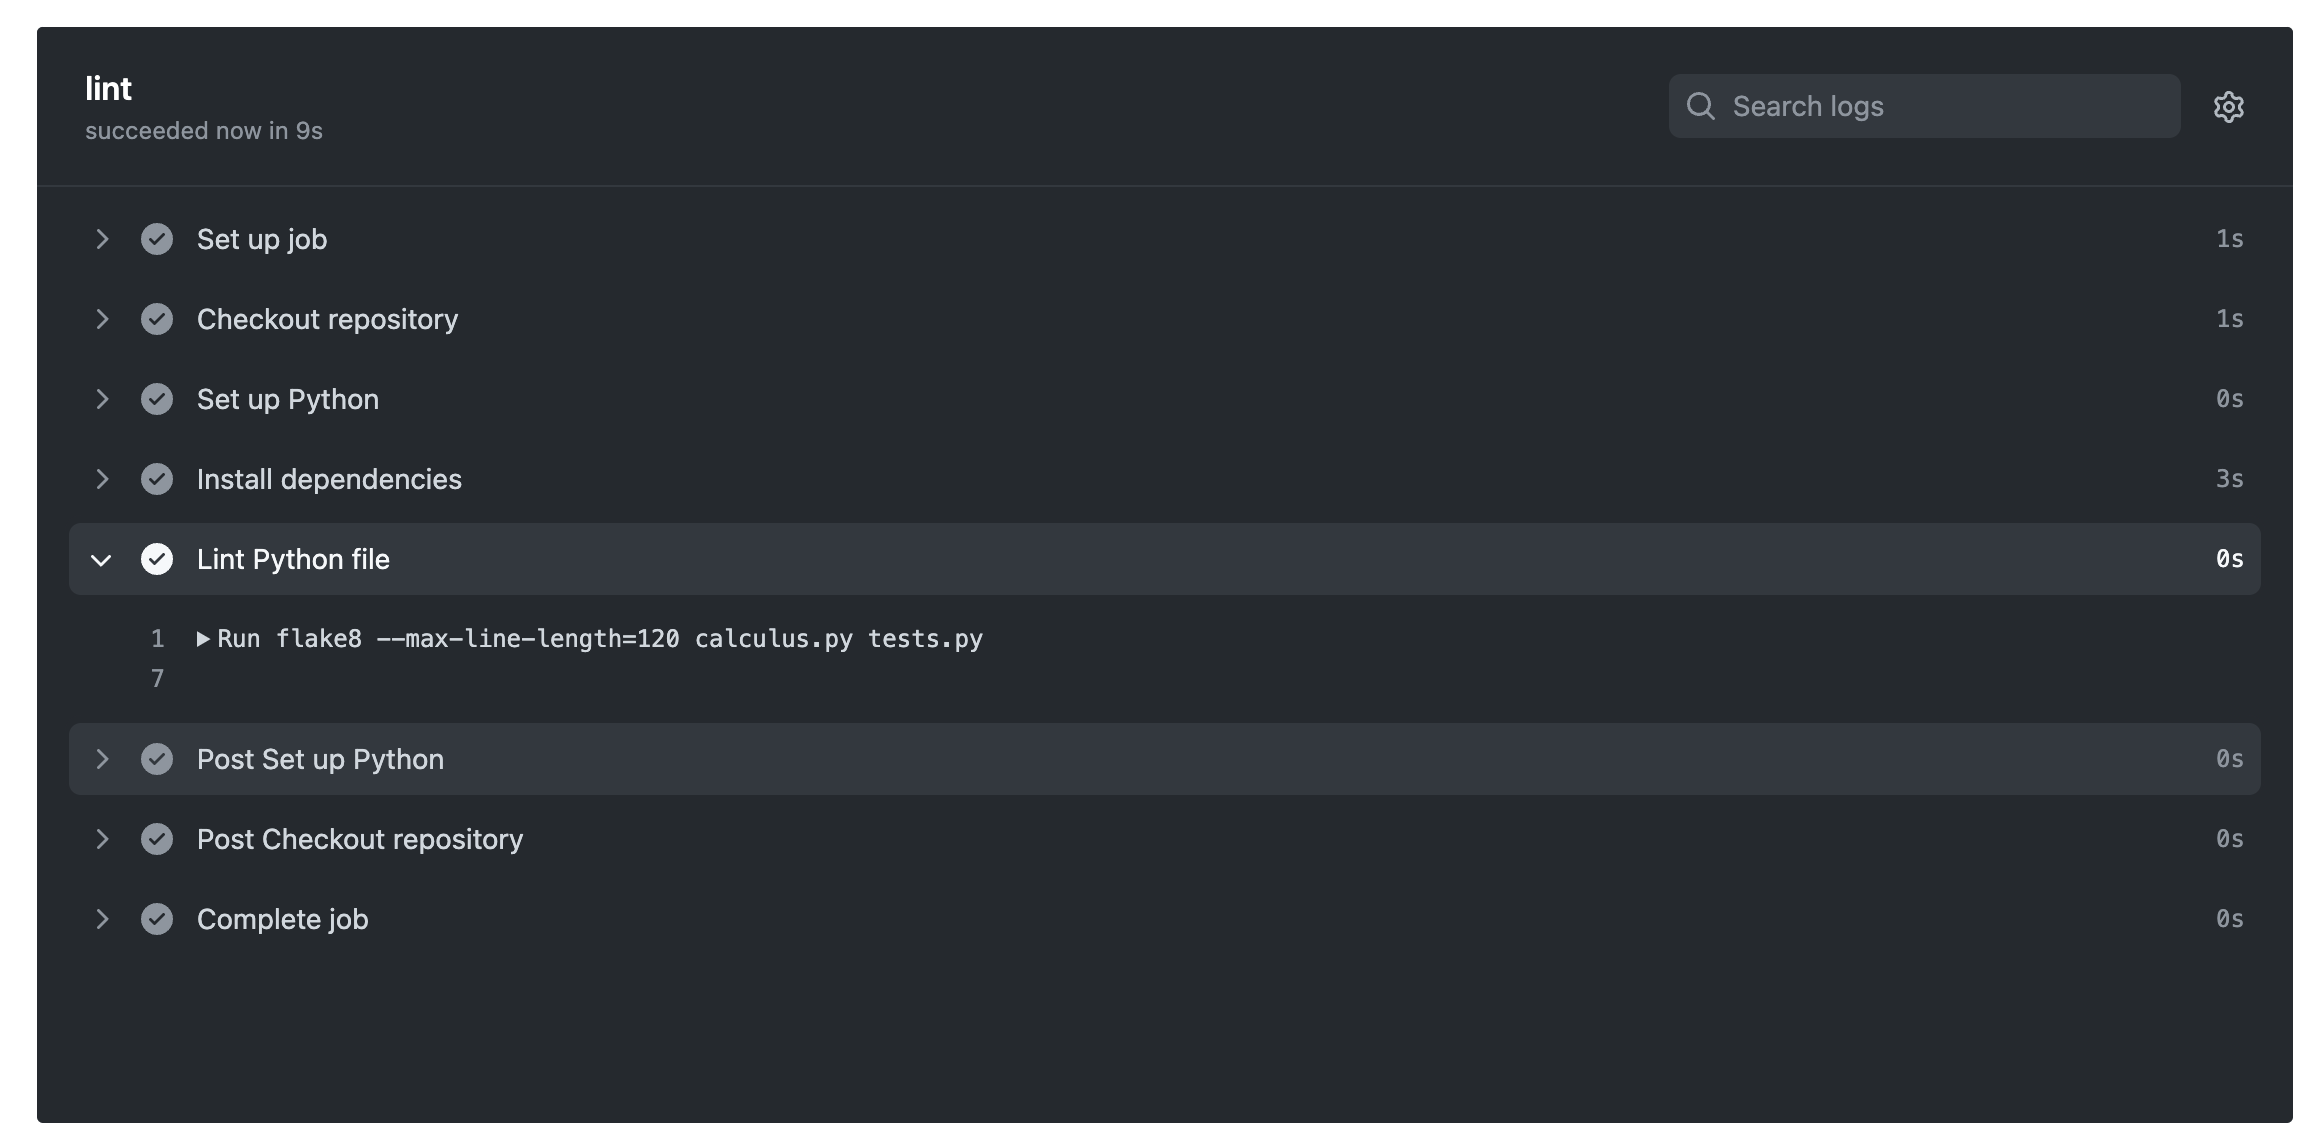 lint
succeeded now in 9s
Search logs
Set up job 1s
Checkout repository 1s
Set up Python 0s
Install dependencies 3s
Lint Python file 0s
1 Run flake8 --max-line-length=120 calculus.py tests.py
7
Post Set up Python 0s
Post Checkout repository 0s
Complete job 0s